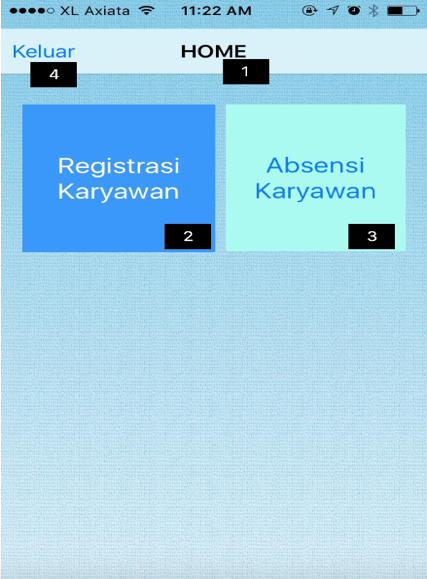 XL Axiata 11:22 AM
Keluar HOME
4 1
Registrasi
Karyawan
2
Absensi
Karyawan
3